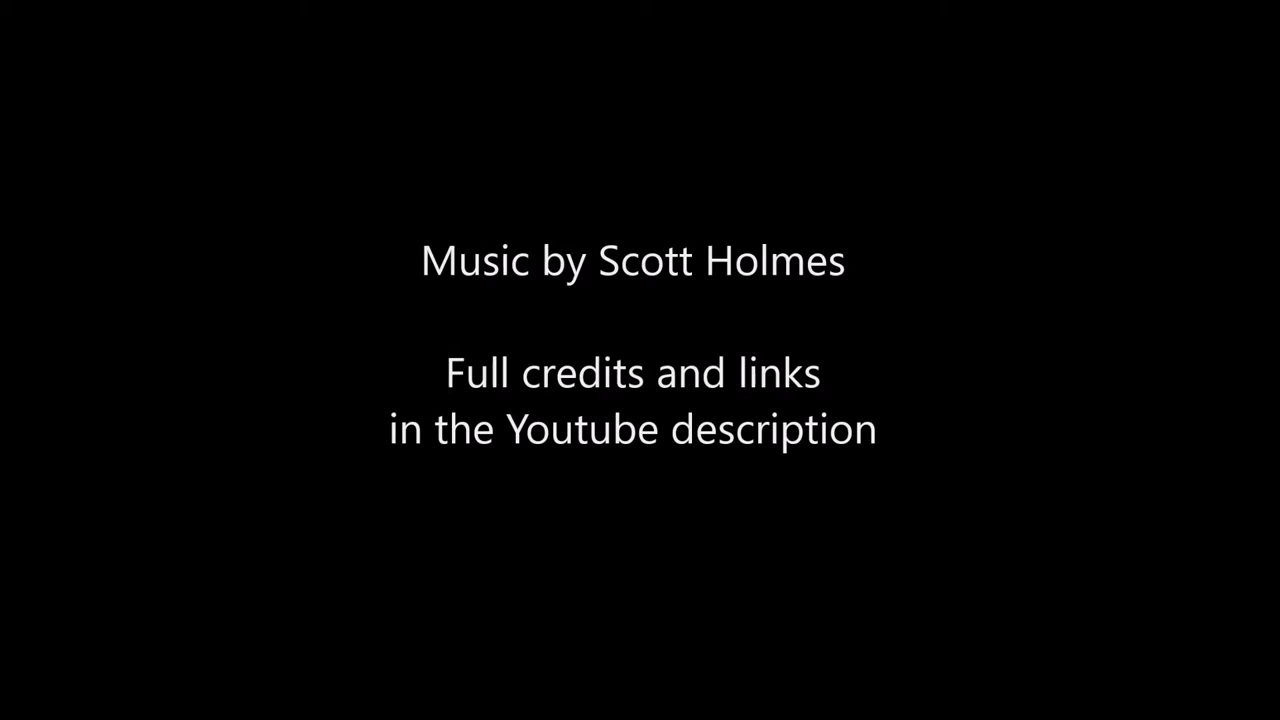 Music by Scott Holmes
Full credits and links
in the Youtube description